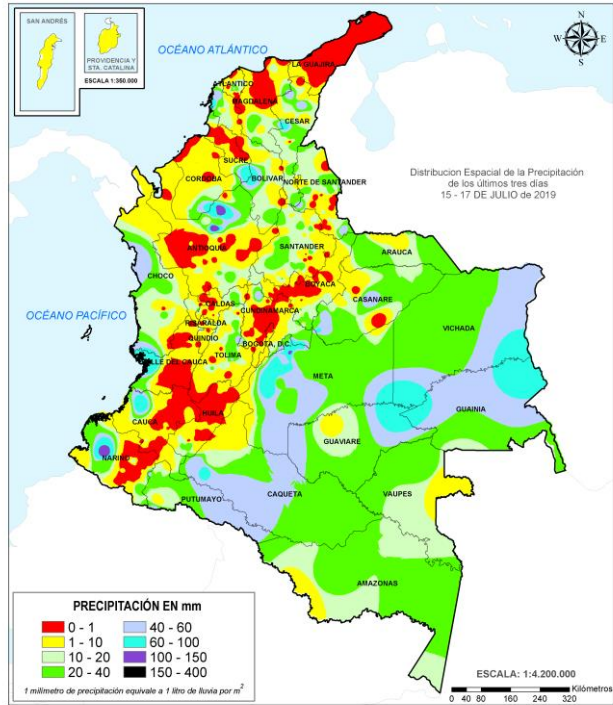 SAN ANDRÉS
PROVIDENCIA Y
STA. CATALINA
ESCALA 1:350.000
OCÉANO ATLÁNTICO
N
W E
S
LA GUAJIRA
ATLANTICO
MAGDALENA
CESAR
SUCRE
CORDOBA
BOLIVAR
NORTE DE SANTANDER
Distribucion Espacial de la Precipitación
de los últimos tres días
15 - 17 DE JULIO de 2019
ANTIOQUIA
SANTANDER
ARAUCA
CHOCO
BOYACA
CASANARE
OCÉANO PACÍFICO
CALDAS
CUNDINAMARCA
VICHADA
RISARALDA
QUINDIO
BOGOTA, D.C.
TOLIMA
VALLE DEL CAUCA
META
GUAINIA
HUILA
CAUCA
GUAVIARE
NARIÑO
PUTUMAYO
CAQUETA
VAUPES
AMAZONAS
PRECIPITACIÓN EN mm
0 - 1 40 - 60
1 - 10 60 - 100
10 - 20 100 - 150
20 - 40 150 - 400
1 milímetro de precipitación equivale a 1 litro de lluvia por m²
ESCALA: 1:4.200.000
Kilómetros
0 40 80 160 240 320